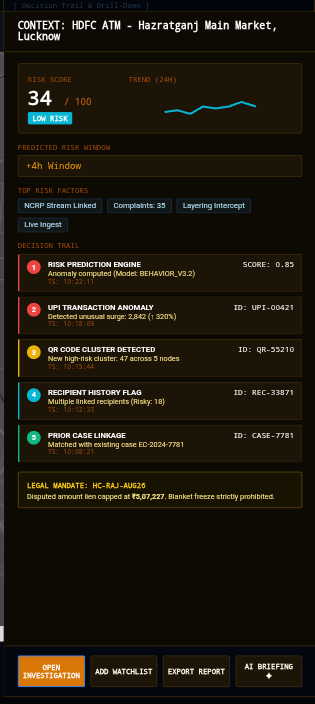 [ Decision Trail & Drill-Down ]
CONTEXT: HDFC ATM - Hazratganj Main Market,
Lucknow
RISK SCORE
TREND (24H)
34 / 100
LOW RISK
PREDICTED RISK WINDOW
+4h Window
TOP RISK FACTORS
NCRP Stream Linked
Complaints: 35
Layering Intercept
Live Ingest
DECISION TRAIL
1 RISK PREDICTION ENGINE SCORE: 0.85
Anomaly computed (Model: BEHAVIOR_V3.2)
TS: 10:22:11
2 UPI TRANSACTION ANOMALY ID: UPI-00421
Detected unusual surge: 2,842 (↑ 320%)
TS: 10:18:09
3 QR CODE CLUSTER DETECTED ID: QR-55210
New high-risk cluster: 47 across 5 nodes
TS: 10:15:44
4 RECIPIENT HISTORY FLAG ID: REC-33871
Multiple linked recipients (Risky: 18)
TS: 10:12:33
5 PRIOR CASE LINKAGE ID: CASE-7781
Matched with existing case EC-2024-7781
TS: 10:08:21
LEGAL MANDATE: HC-RAJ-AUG26
Disputed amount lien capped at ₹5,07,227. Blanket freeze strictly prohibited.
OPEN
INVESTIGATION
ADD WATCHLIST
EXPORT REPORT
AI BRIEFING
✦